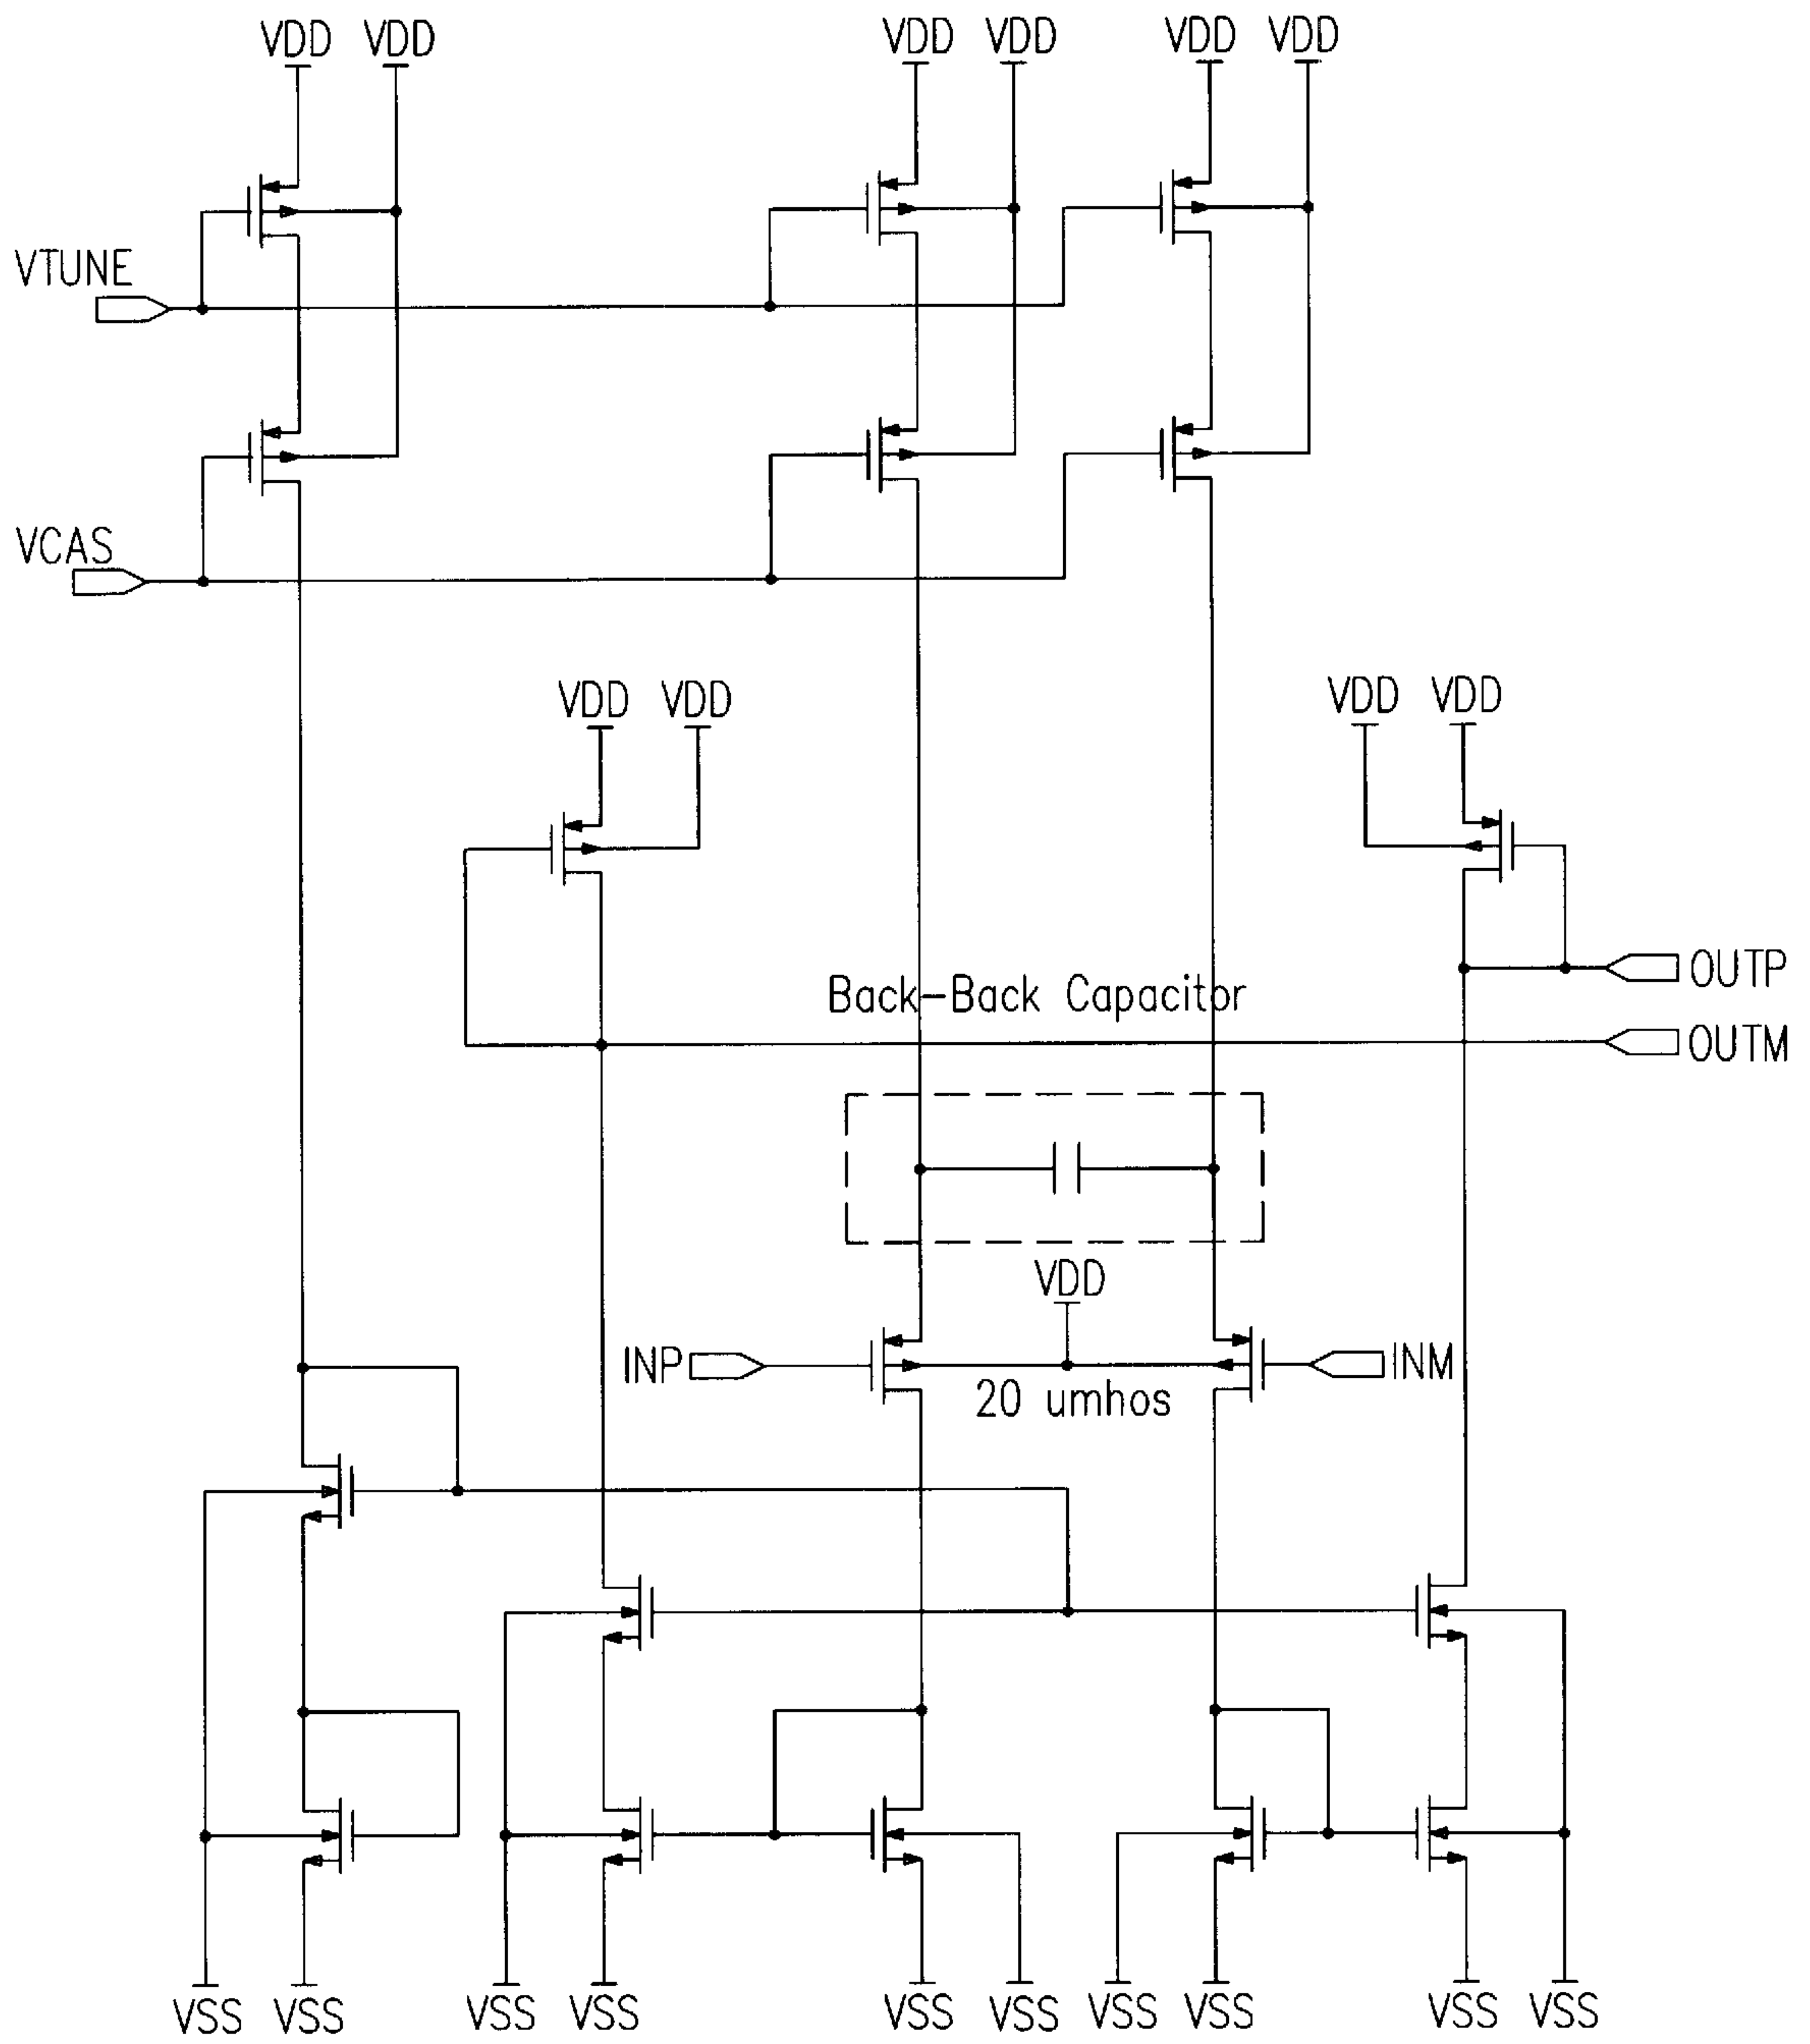 VDD VDD VDD VDD VDD VDD
VTUNE
VCAS
VDD VDD VDD VDD
OUTP
Back-Back Capacitor
OUTM
VDD
INP INM
20 umhos
VSS VSS VSS VSS VSS VSS VSS VSS VSS VSS